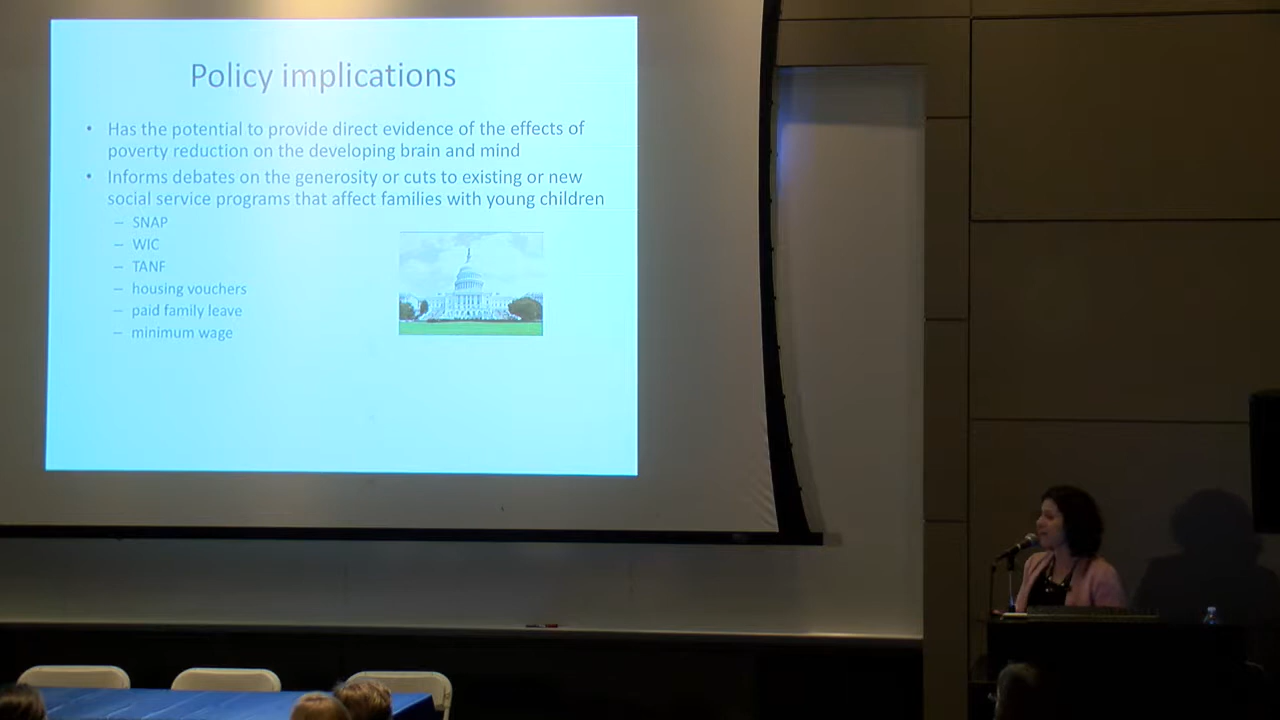 Policy implications
• Has the potential to provide direct evidence of the effects of
poverty reduction on the developing brain and mind
• Informs debates on the generosity or cuts to existing or new
social service programs that affect families with young children
– SNAP
– WIC
– TANF
– housing vouchers
– paid family leave
– minimum wage